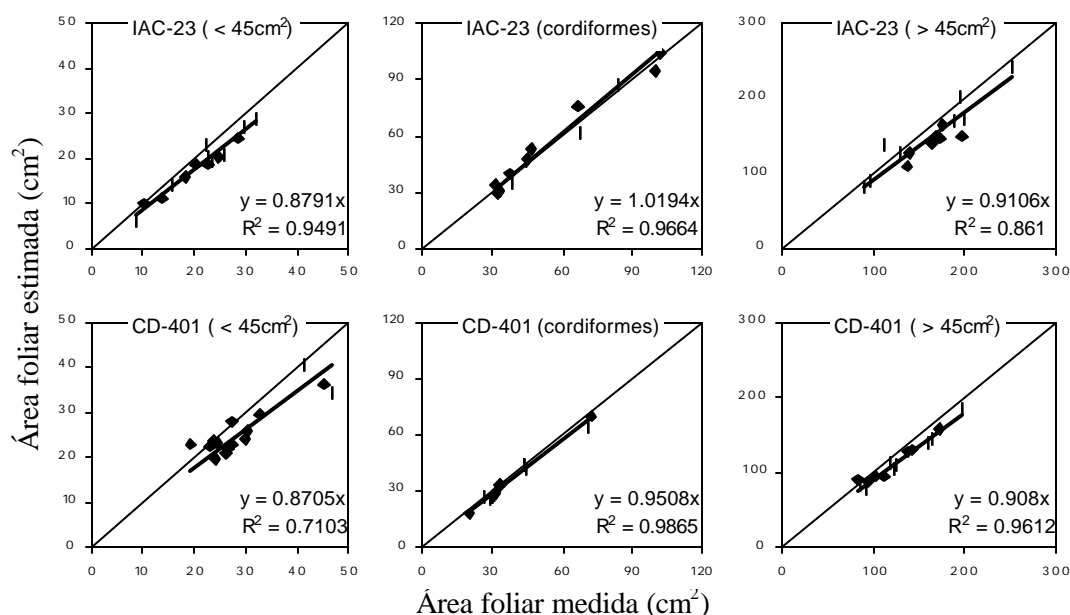 Área foliar estimada (cm²)
IAC-23 ( < 45cm²)
50
40
30
20
10
0
y = 0.8791x
R² = 0.9491
0 10 20 30 40 50
IAC-23 (cordiformes)
120
90
60
30
0
y = 1.0194x
R² = 0.9664
0 30 60 90 120
IAC-23 ( > 45cm²)
300
200
100
0
y = 0.9106x
R² = 0.861
0 100 200 300
CD-401 ( < 45cm²)
50
40
30
20
10
0
y = 0.8705x
R² = 0.7103
0 10 20 30 40 50
CD-401 (cordiformes)
120
90
60
30
0
y = 0.9508x
R² = 0.9865
0 30 60 90 120
CD-401 ( > 45cm²)
300
200
100
0
y = 0.908x
R² = 0.9612
0 100 200 300
Área foliar medida (cm²)